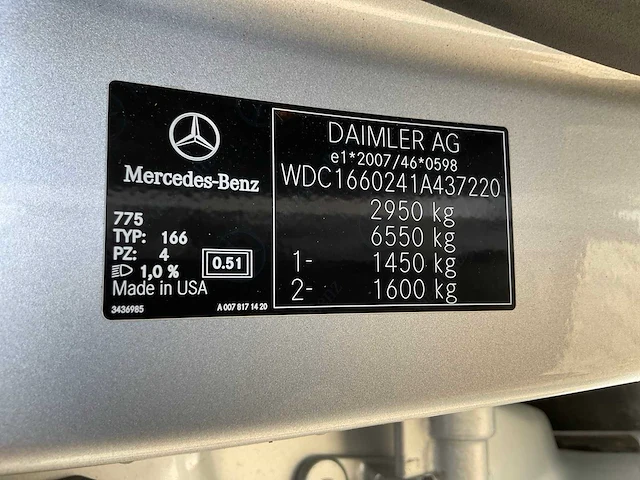 Mercedes-Benz
775
TYP: 166
PZ: 4
1,0 %
0.51
Made in USA
3436985
A 007 817 14 20
DAIMLER AG
e1*2007/46*0598
WDC1660241A437220
2950 kg
6550 kg
1- 1450 kg
2- 1600 kg